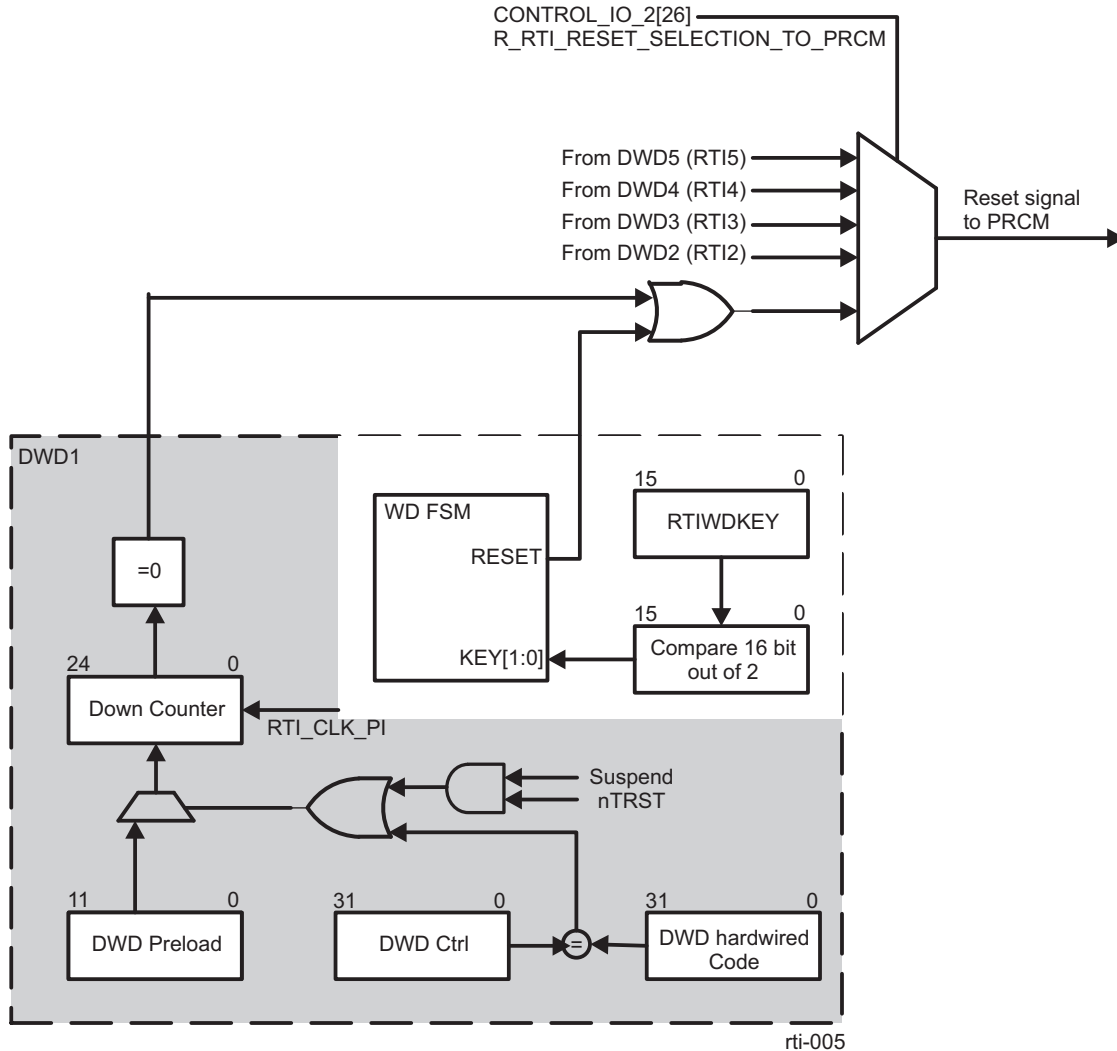 CONTROL_IO_2[26]
R_RTI_RESET_SELECTION_TO_PRCM
From DWD5 (RTI5)
From DWD4 (RTI4)
From DWD3 (RTI3)
From DWD2 (RTI2)
Reset signal
to PRCM
DWD1
=0
24 0
Down Counter
RTI_CLK_PI
WD FSM
RESET
KEY[1:0]
15 0
RTIWDKEY
15 0
Compare 16 bit
out of 2
Suspend
nTRST
11 0
DWD Preload
31 0
DWD Ctrl
=
31 0
DWD hardwired
Code
rti-005